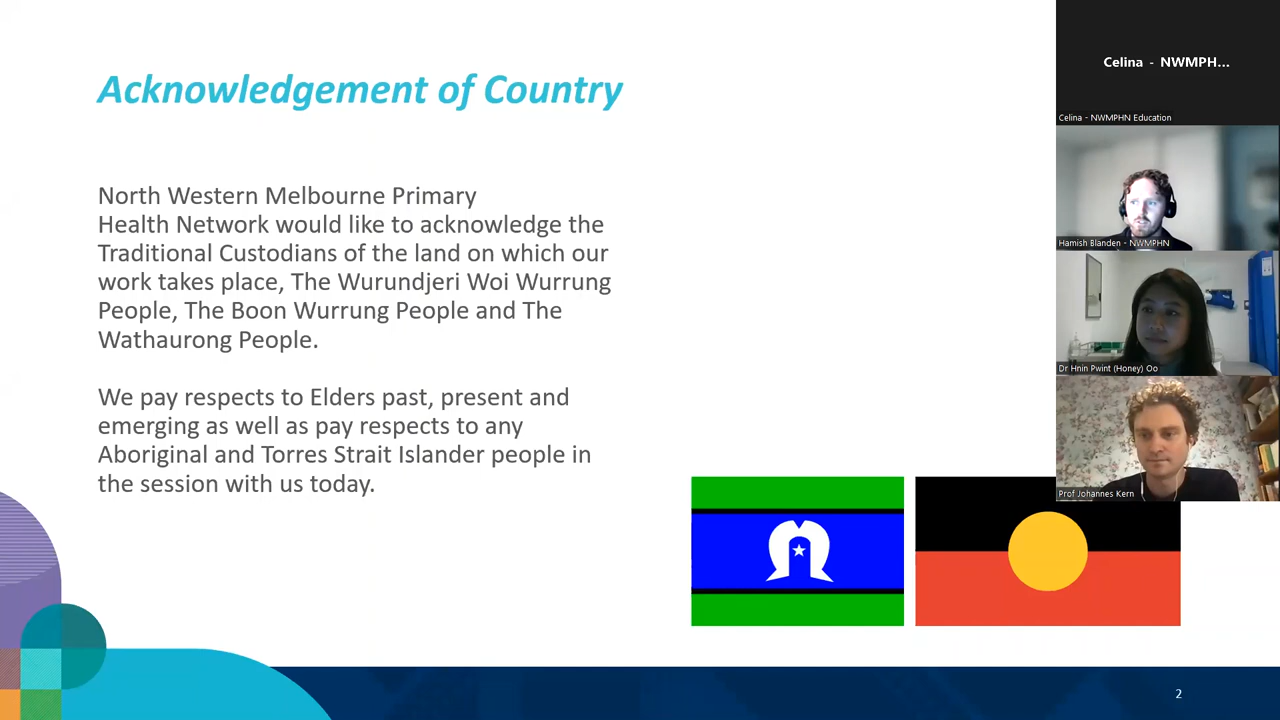 Acknowledgement of Country
North Western Melbourne Primary
Health Network would like to acknowledge the
Traditional Custodians of the land on which our
work takes place, The Wurundjeri Woi Wurrung
People, The Boon Wurrung People and The
Wathaurong People.
We pay respects to Elders past, present and
emerging as well as pay respects to any
Aboriginal and Torres Strait Islander people in
the session with us today.
Celina - NWMPH...
Celina - NWMPHN Education
Hamish Blanden - NWMPHN
Dr Hnin Pwint (Honey) Oo
Prof Johannes Kern
2